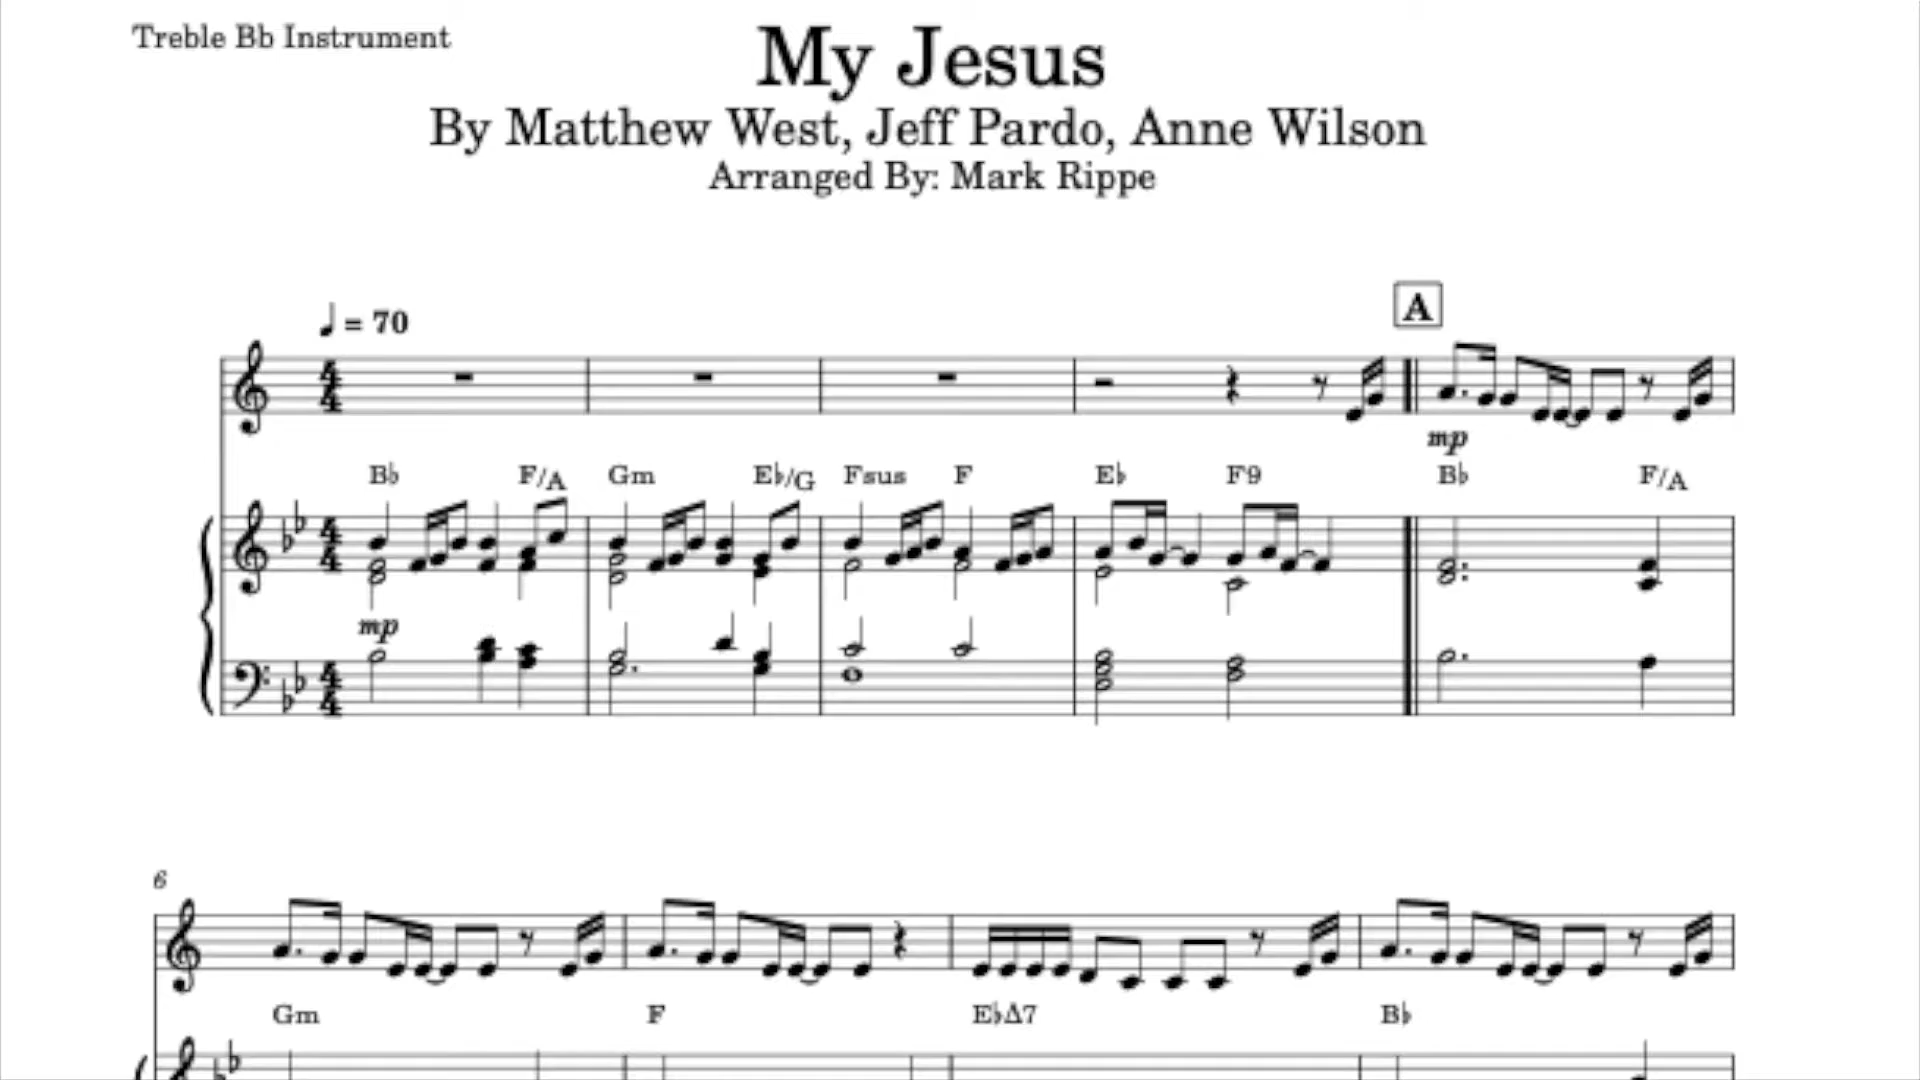 Treble Bb Instrument
My Jesus
By Matthew West, Jeff Pardo, Anne Wilson
Arranged By: Mark Rippe
♩ = 70
A
mp
B♭ F/A Gm E♭/G Fsus F E♭ F9 B♭ F/A
mp
6
Gm F E♭Δ7 B♭